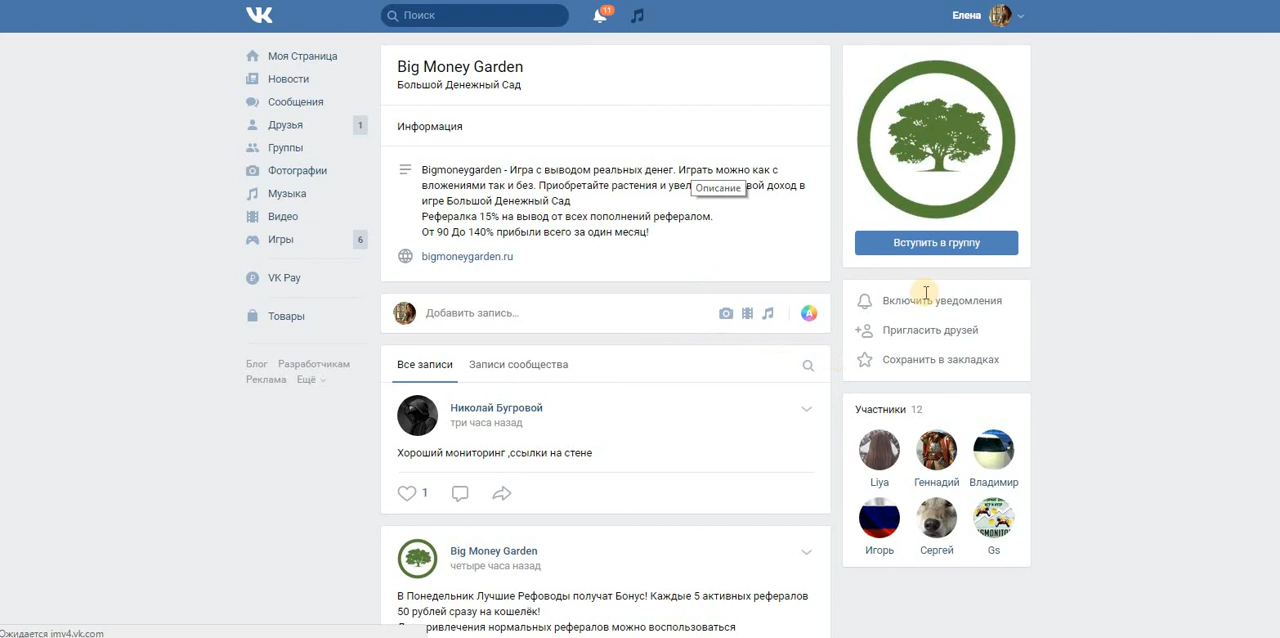 Поиск
11
Елена
Моя Страница
Новости
Сообщения
Друзья
1
Группы
Фотографии
Музыка
Видео
Игры
6
VK Pay
Товары
Блог Разработчикам
Реклама Ещё
Big Money Garden
Большой Денежный Сад
Информация
Bigmoneygarden - Игра с выводом реальных денег. Играть можно как с
вложениями так и без. Приобретайте растения и увел вой доход в
Описание
игре Большой Денежный Сад
Рефералка 15% на вывод от всех пополнений рефералом.
От 90 До 140% прибыли всего за один месяц!
bigmoneygarden.ru
Добавить запись...
A
Все записи Записи сообщества
Николай Бугровой
три часа назад
Хороший мониторинг ,ссылки на стене
1
Big Money Garden
четыре часа назад
В Понедельник Лучшие Рефоводы получат Бонус! Каждые 5 активных рефералов
50 рублей сразу на кошелёк!
привлечения нормальных рефералов можно воспользоваться
Вступить в группу
Включить уведомления
Пригласить друзей
Сохранить в закладках
Участники 12
Liya Геннадий Владимир
Игорь Сергей Gs
Ожидается imv4.vk.com